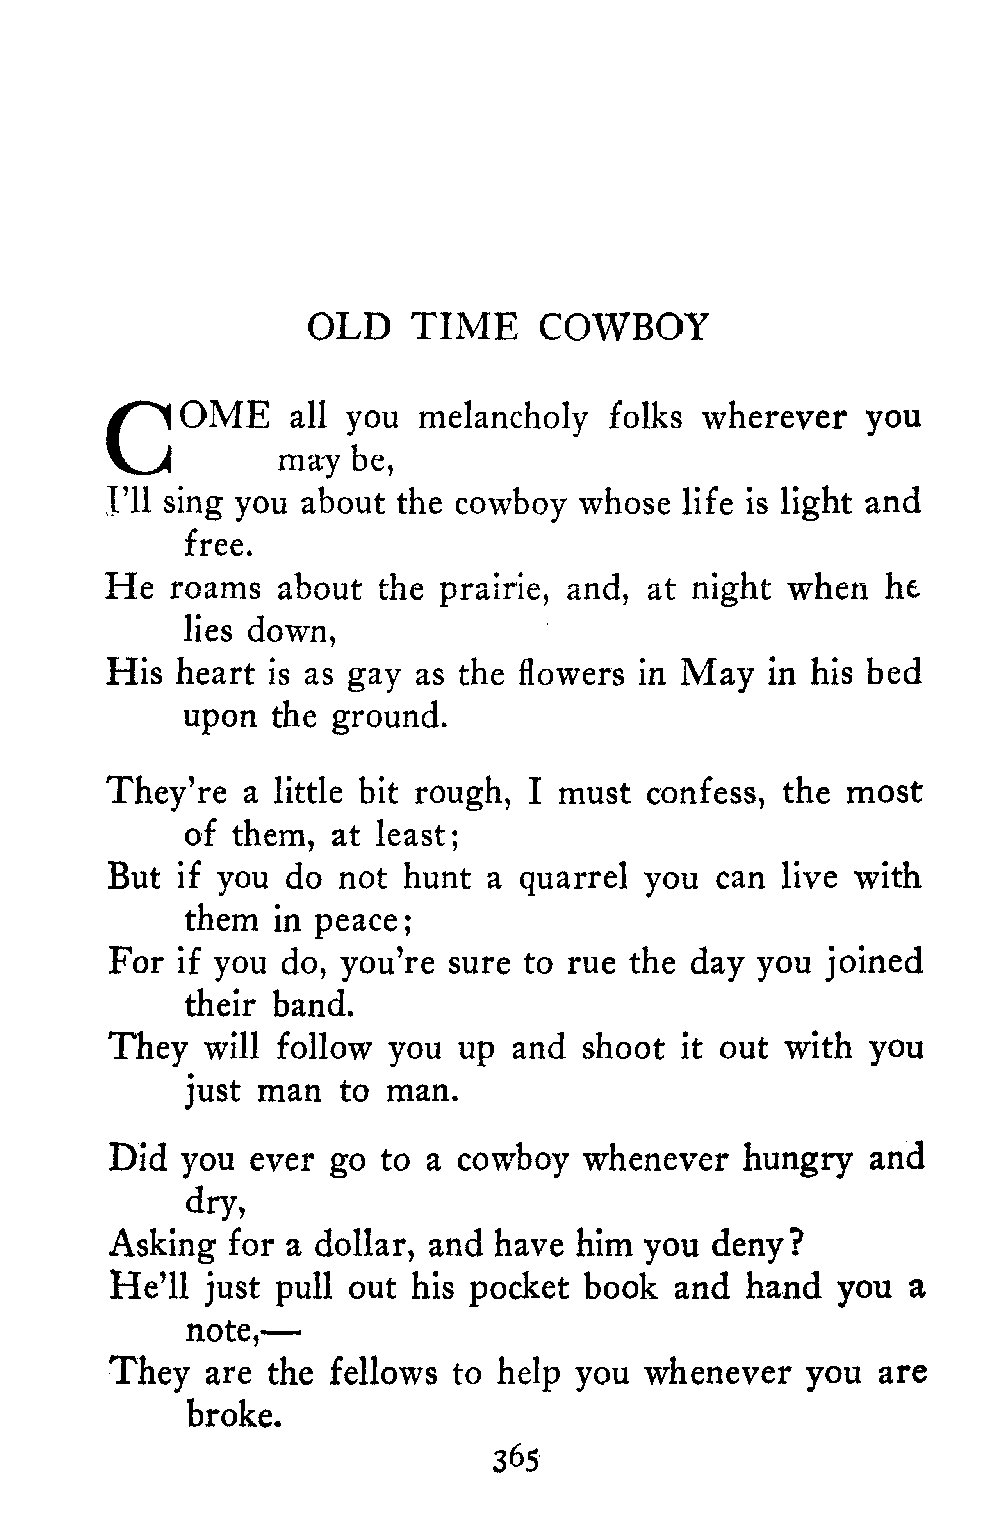 OLD TIME COWBOY
COME all you melancholy folks wherever you
may be,
I'll sing you about the cowboy whose life is light and
free.
He roams about the prairie, and, at night when he
lies down,
His heart is as gay as the flowers in May in his bed
upon the ground.
They're a little bit rough, I must confess, the most
of them, at least;
But if you do not hunt a quarrel you can live with
them in peace;
For if you do, you're sure to rue the day you joined
their band.
They will follow you up and shoot it out with you
just man to man.
Did you ever go to a cowboy whenever hungry and
dry,
Asking for a dollar, and have him you deny?
He'll just pull out his pocket book and hand you a
note,—
They are the fellows to help you whenever you are
broke.
365